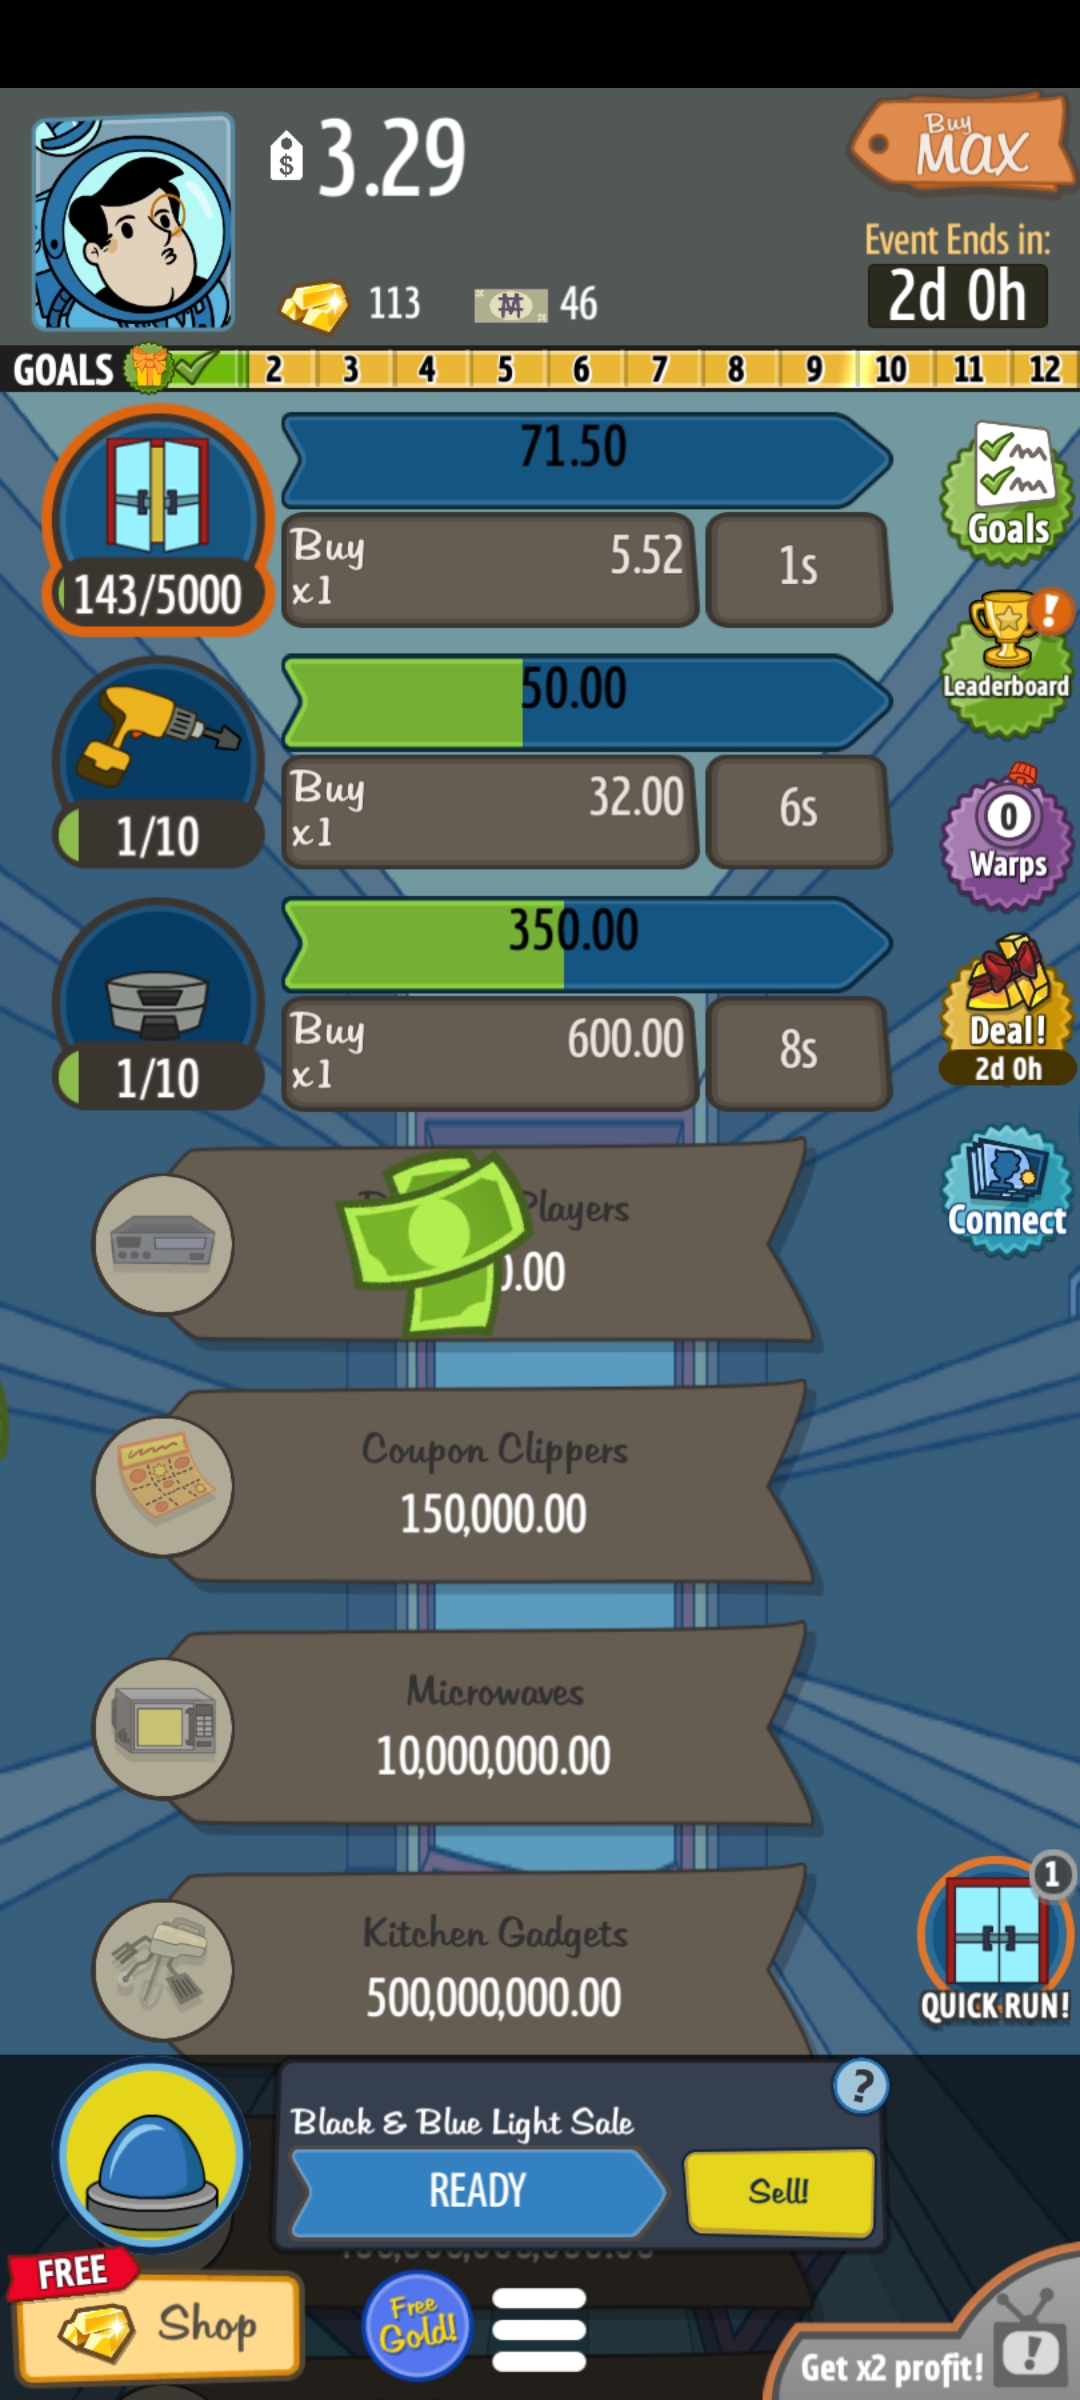 3.29
Buy
MAX
Event Ends in:
2d 0h
113
46
GOALS 2 3 4 5 6 7 8 9 10 11 12
71.50
Buy
x1
5.52
1s
143/5000
Goals
Leaderboard
50.00
Buy
x1
32.00
6s
1/10
0
Warps
350.00
Buy
x1
600.00
8s
1/10
Deal!
2d 0h
Connect
Coupon Clippers
150,000.00
Microwaves
10,000,000.00
Kitchen Gadgets
500,000,000.00
1
QUICK RUN!
?
Black & Blue Light Sale
READY
Sell!
FREE
Shop
Free
Gold!
Get x2 profit!